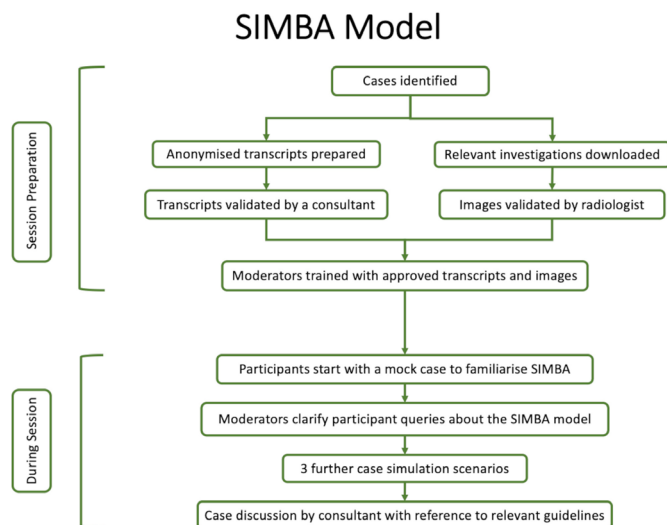 SIMBA Model
Session Preparation
Cases identified
Anonymised transcripts prepared
Relevant investigations downloaded
Transcripts validated by a consultant
Images validated by radiologist
Moderators trained with approved transcripts and images
During Session
Participants start with a mock case to familiarise SIMBA
Moderators clarify participant queries about the SIMBA model
3 further case simulation scenarios
Case discussion by consultant with reference to relevant guidelines